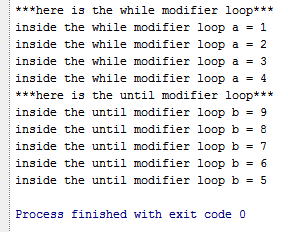 ***here is the while modifier loop***
inside the while modifier loop a = 1
inside the while modifier loop a = 2
inside the while modifier loop a = 3
inside the while modifier loop a = 4
***here is the until modifier loop***
inside the until modifier loop b = 9
inside the until modifier loop b = 8
inside the until modifier loop b = 7
inside the until modifier loop b = 6
inside the until modifier loop b = 5
Process finished with exit code 0